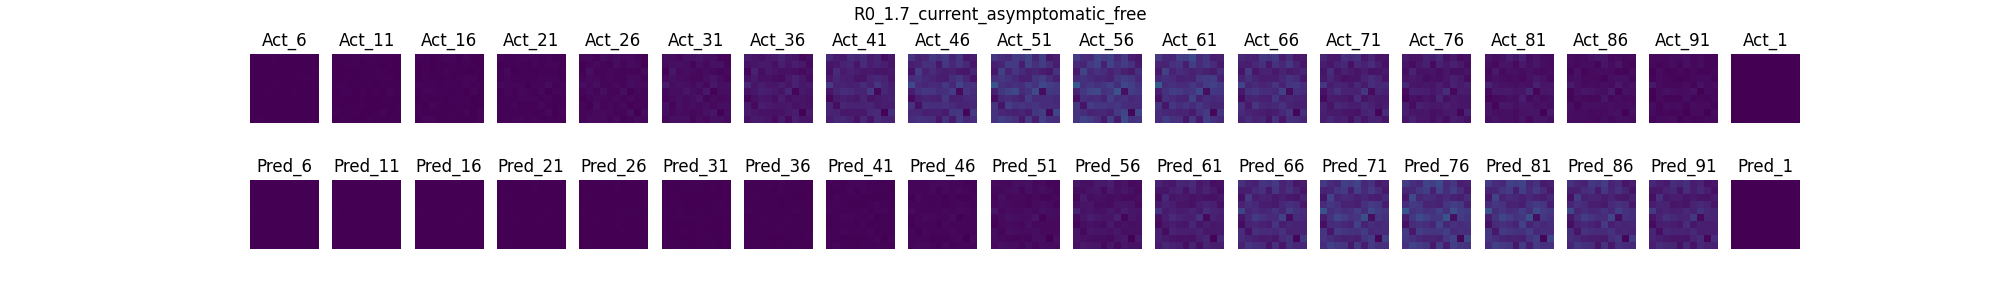 R0_1.7_current_asymptomatic_free
Act_6 Act_11 Act_16 Act_21 Act_26 Act_31 Act_36 Act_41 Act_46 Act_51 Act_56 Act_61 Act_66 Act_71 Act_76 Act_81 Act_86 Act_91 Act_1
Pred_6 Pred_11 Pred_16 Pred_21 Pred_26 Pred_31 Pred_36 Pred_41 Pred_46 Pred_51 Pred_56 Pred_61 Pred_66 Pred_71 Pred_76 Pred_81 Pred_86 Pred_91 Pred_1